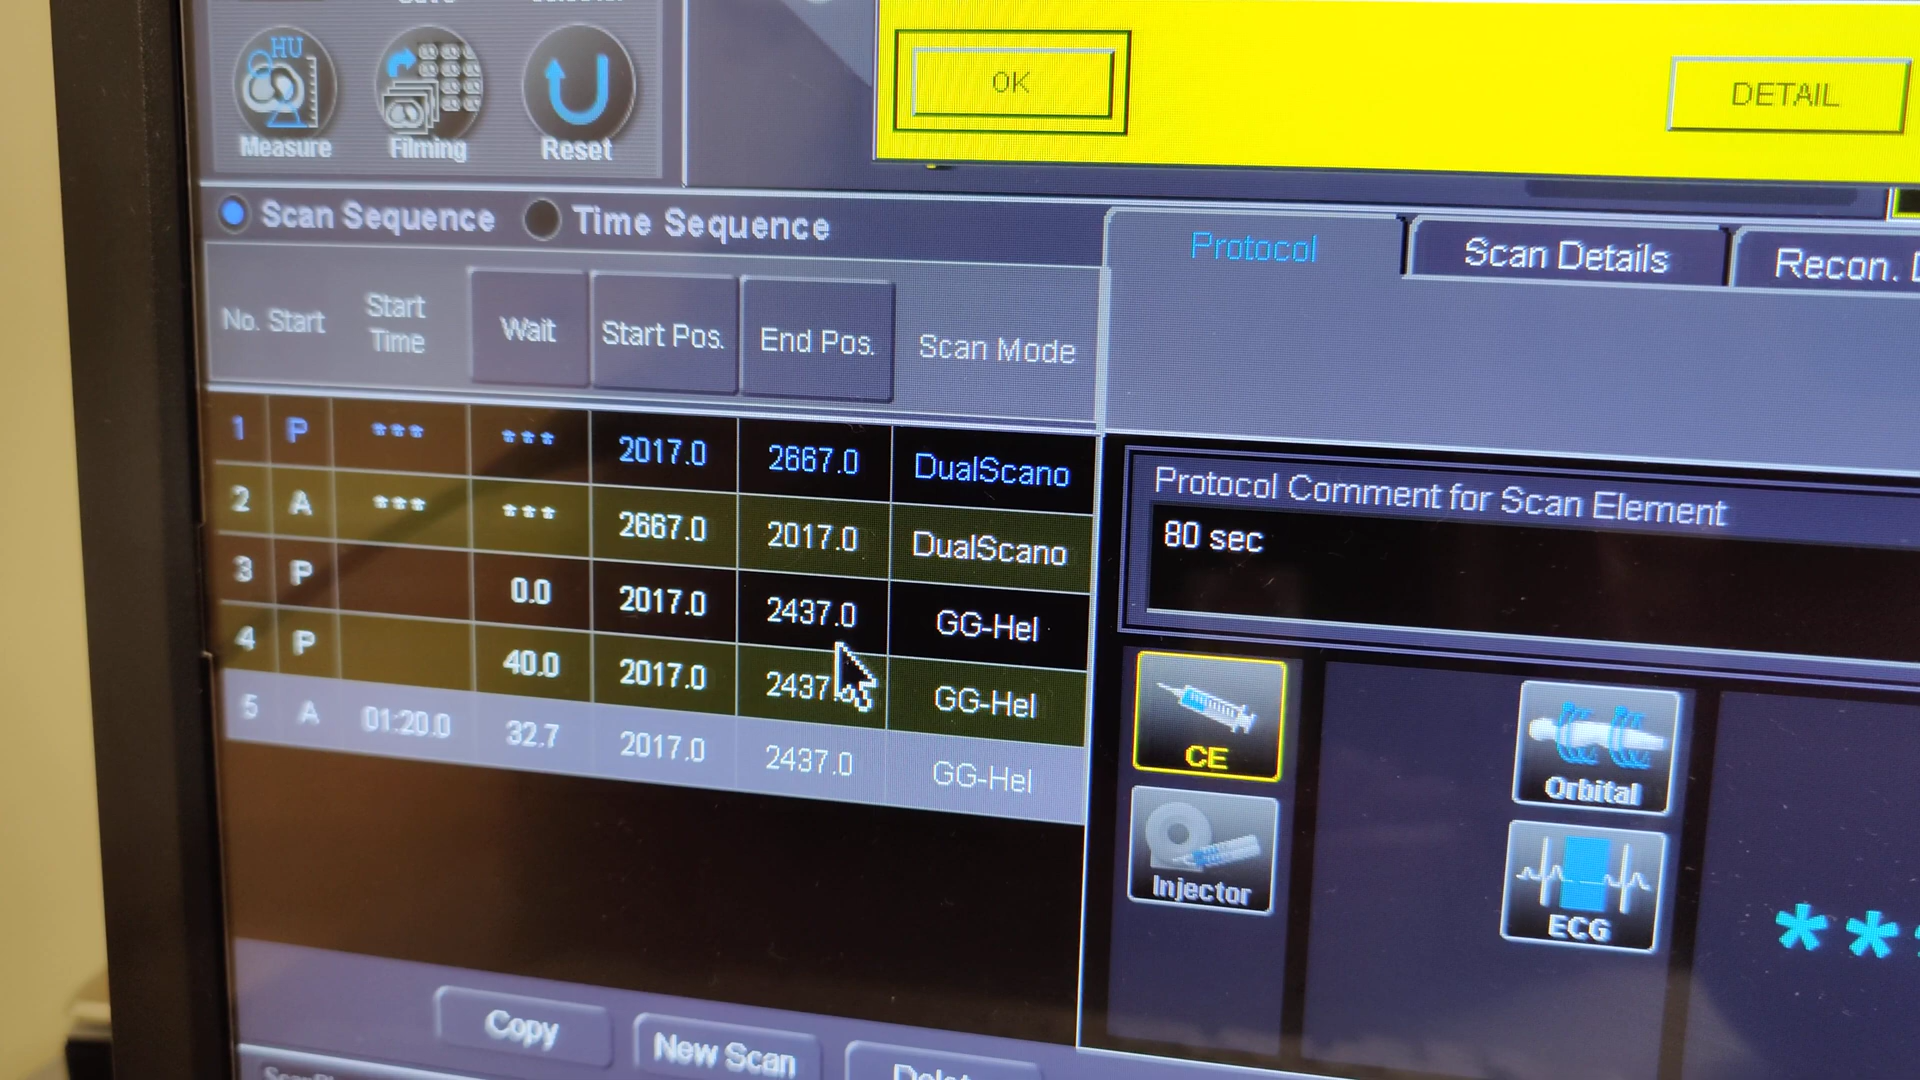 OK
DETAIL
HU
Measure
Filming
Reset
Scan Sequence
Time Sequence
Protocol
Scan Details
Recon.
No. Start
Start Time
Wait
Start Pos.
End Pos.
Scan Mode
1 P *** *** 2017.0 2667.0 DualScano
2 A *** *** 2667.0 2017.0 DualScano
3 P 0.0 2017.0 2437.0 GG-Hel
4 P 40.0 2017.0 2437 GG-Hel
5 A 01:20.0 32.7 2017.0 2437.0 GG-Hel
Protocol Comment for Scan Element
80 sec
CE
Orbital
Injector
ECG
**
Copy
New Scan